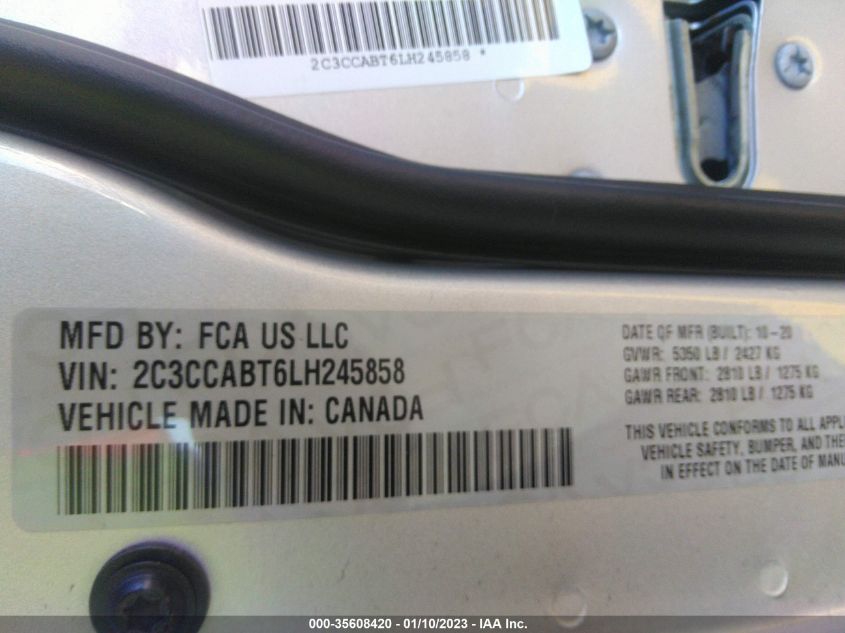 2C3CCABT6LH245858 *
MFD BY: FCA US LLC
VIN: 2C3CCABT6LH245858
VEHICLE MADE IN: CANADA
DATE OF MFR (BUILT): 10-20
GVWR: 5350 LB / 2427 KG
GAWR FRONT: 2810 LB / 1275 KG
GAWR REAR: 2810 LB / 1275 KG
THIS VEHICLE CONFORMS TO ALL APPL
VEHICLE SAFETY, BUMPER, AND THE
IN EFFECT ON THE DATE OF MANU
000-35608420 - 01/10/2023 - IAA Inc.